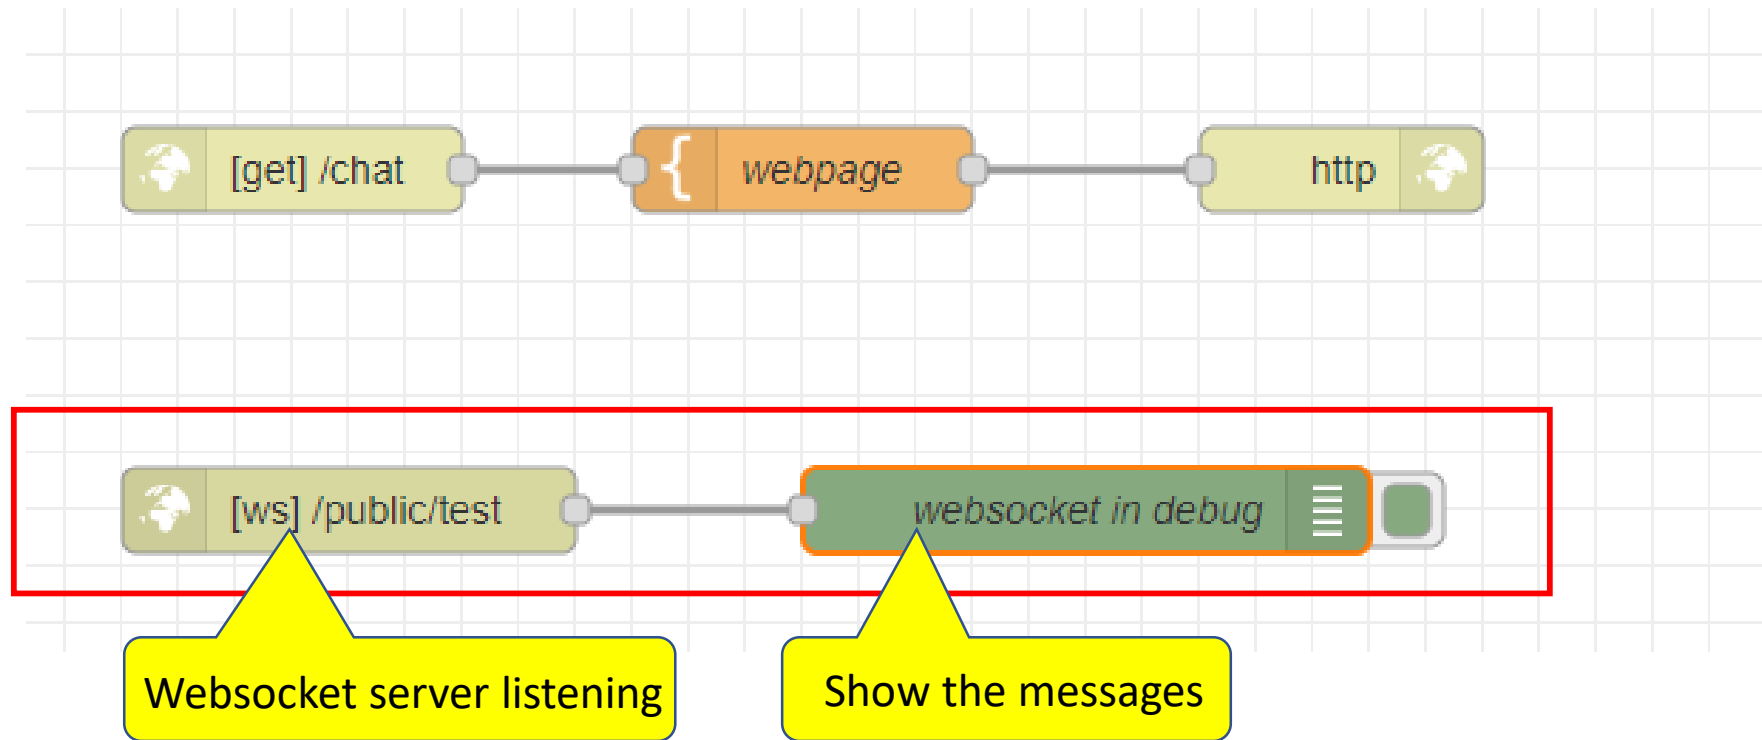 [get] /chat
webpage
http
[ws] /public/test
websocket in debug
Websocket server listening
Show the messages